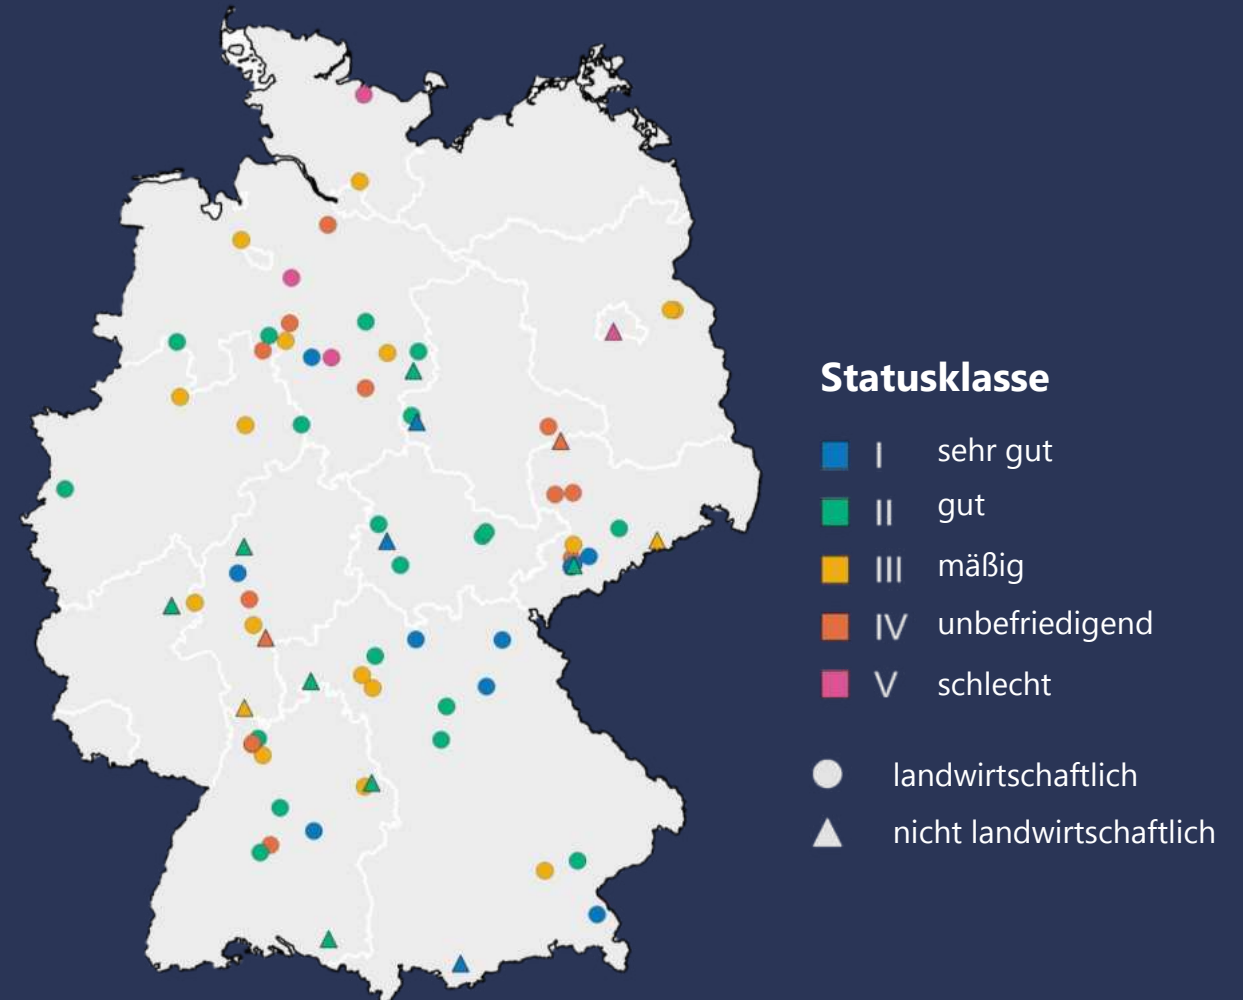 Statusklasse
I sehr gut
II gut
III mäßig
IV unbefriedigend
V schlecht
landwirtschaftlich
nicht landwirtschaftlich